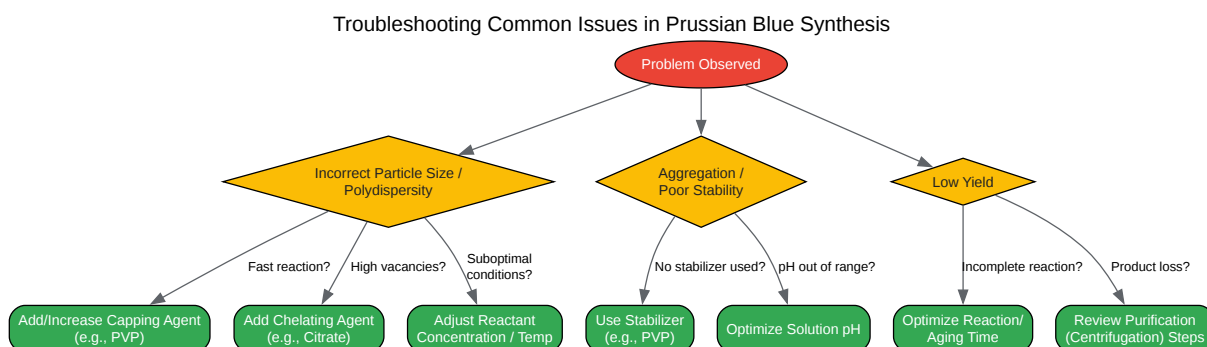 Troubleshooting Common Issues in Prussian Blue Synthesis
Problem Observed
Incorrect Particle Size /
Polydispersity
Aggregation /
Poor Stability
Low Yield
Fast reaction?
High vacancies?
Suboptimal
conditions?
No stabilizer used?
pH out of range?
Incomplete reaction?
Product loss?
Add/Increase Capping Agent
(e.g., PVP)
Add Chelating Agent
(e.g., Citrate)
Adjust Reactant
Concentration / Temp
Use Stabilizer
(e.g., PVP)
Optimize Solution pH
Optimize Reaction/
Aging Time
Review Purification
(Centrifugation) Steps